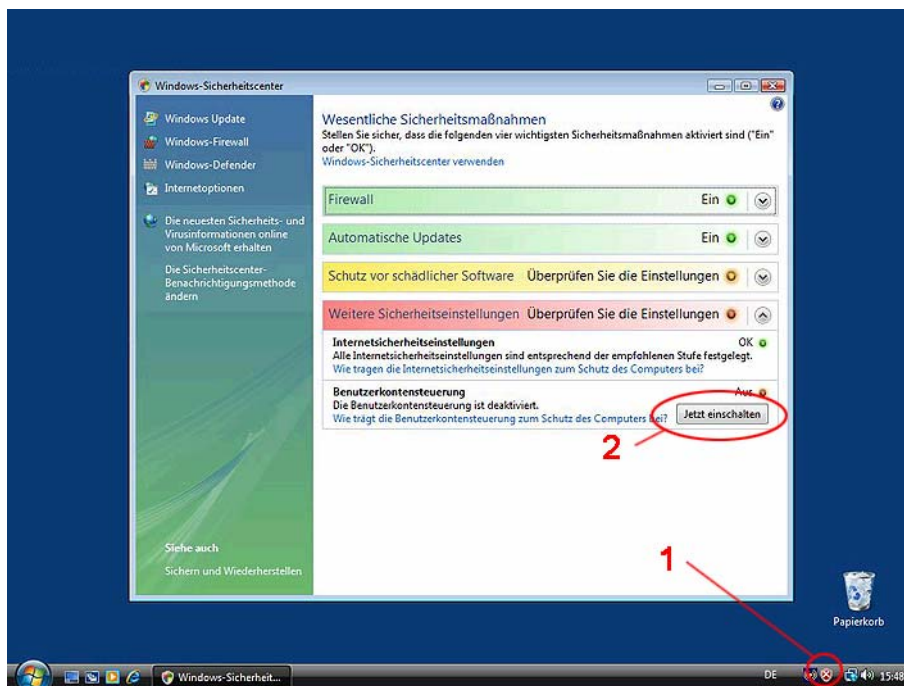 Windows-Sicherheitscenter
Windows Update
Windows-Firewall
Windows-Defender
Internetoptionen
Die neuesten Sicherheits- und
Virusinformationen online
von Microsoft erhalten
Die Sicherheitscenter-
Benachrichtigungsmethode
ändern
Siehe auch
Sichern und Wiederherstellen
Wesentliche Sicherheitsmaßnahmen
Stellen Sie sicher, dass die folgenden vier wichtigsten Sicherheitsmaßnahmen aktiviert sind ("Ein"
oder "OK").
Windows-Sicherheitscenter verwenden
Firewall Ein
Automatische Updates Ein
Schutz vor schädlicher Software Überprüfen Sie die Einstellungen
Weitere Sicherheitseinstellungen Überprüfen Sie die Einstellungen
Internetsicherheitseinstellungen OK
Alle Internetsicherheitseinstellungen sind entsprechend der empfohlenen Stufe festgelegt.
Wie tragen die Internetsicherheitseinstellungen zum Schutz des Computers bei?
Benutzerkontensteuerung Aus
Die Benutzerkontensteuerung ist deaktiviert.
Wie trägt die Benutzerkontensteuerung zum Schutz des Computers bei? Jetzt einschalten
2
1
Papierkorb
Windows-Sicherheit... DE 15:48